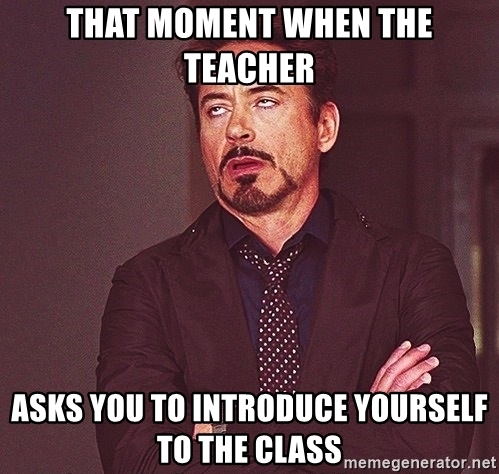 THAT MOMENT WHEN THE
TEACHER
ASKS YOU TO INTRODUCE YOURSELF
TO THE CLASS
memegenerator.net